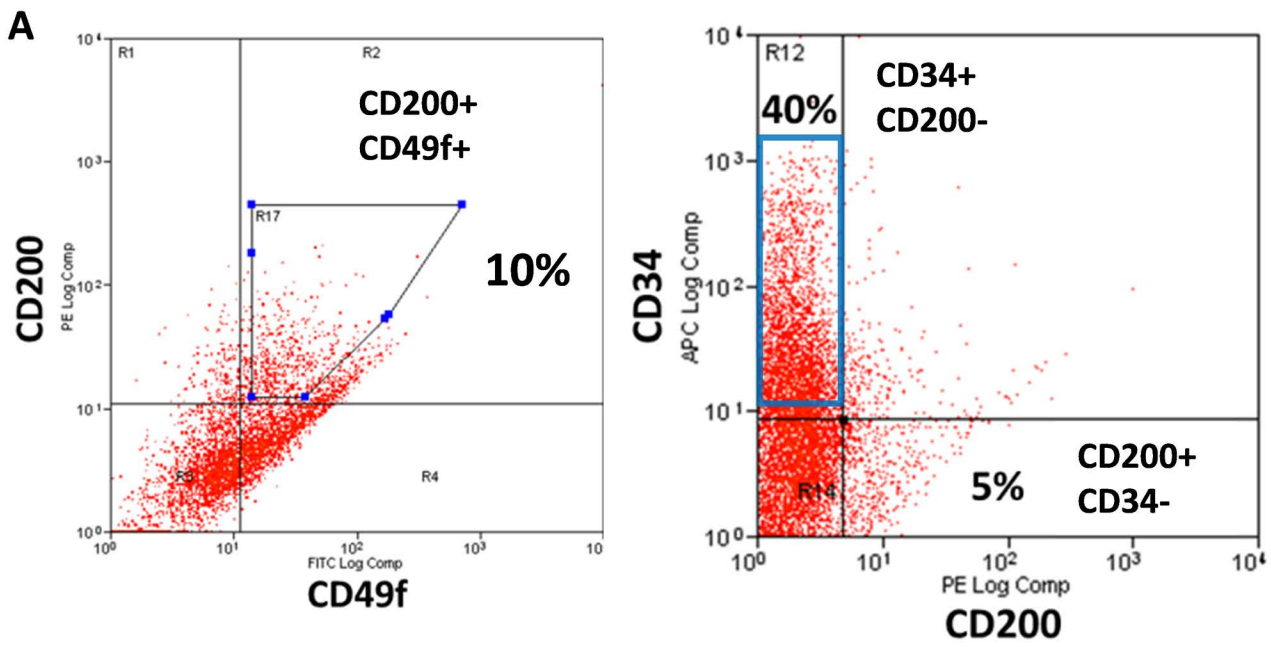 A
10⁴
R1
R2
CD200+
CD49f+
10³
R17
10%
CD200
PE Log Comp
10²
10¹
R3
R4
10⁰
10⁰
10¹
10²
10³
10
FITC Log Comp
CD49f
10⁴
R12
CD34+
CD200-
40%
10³
CD34
APC Log Comp
10²
10¹
CD200+
CD34-
5%
R14
10⁰
10⁰
10¹
10²
10³
10⁴
PE Log Comp
CD200